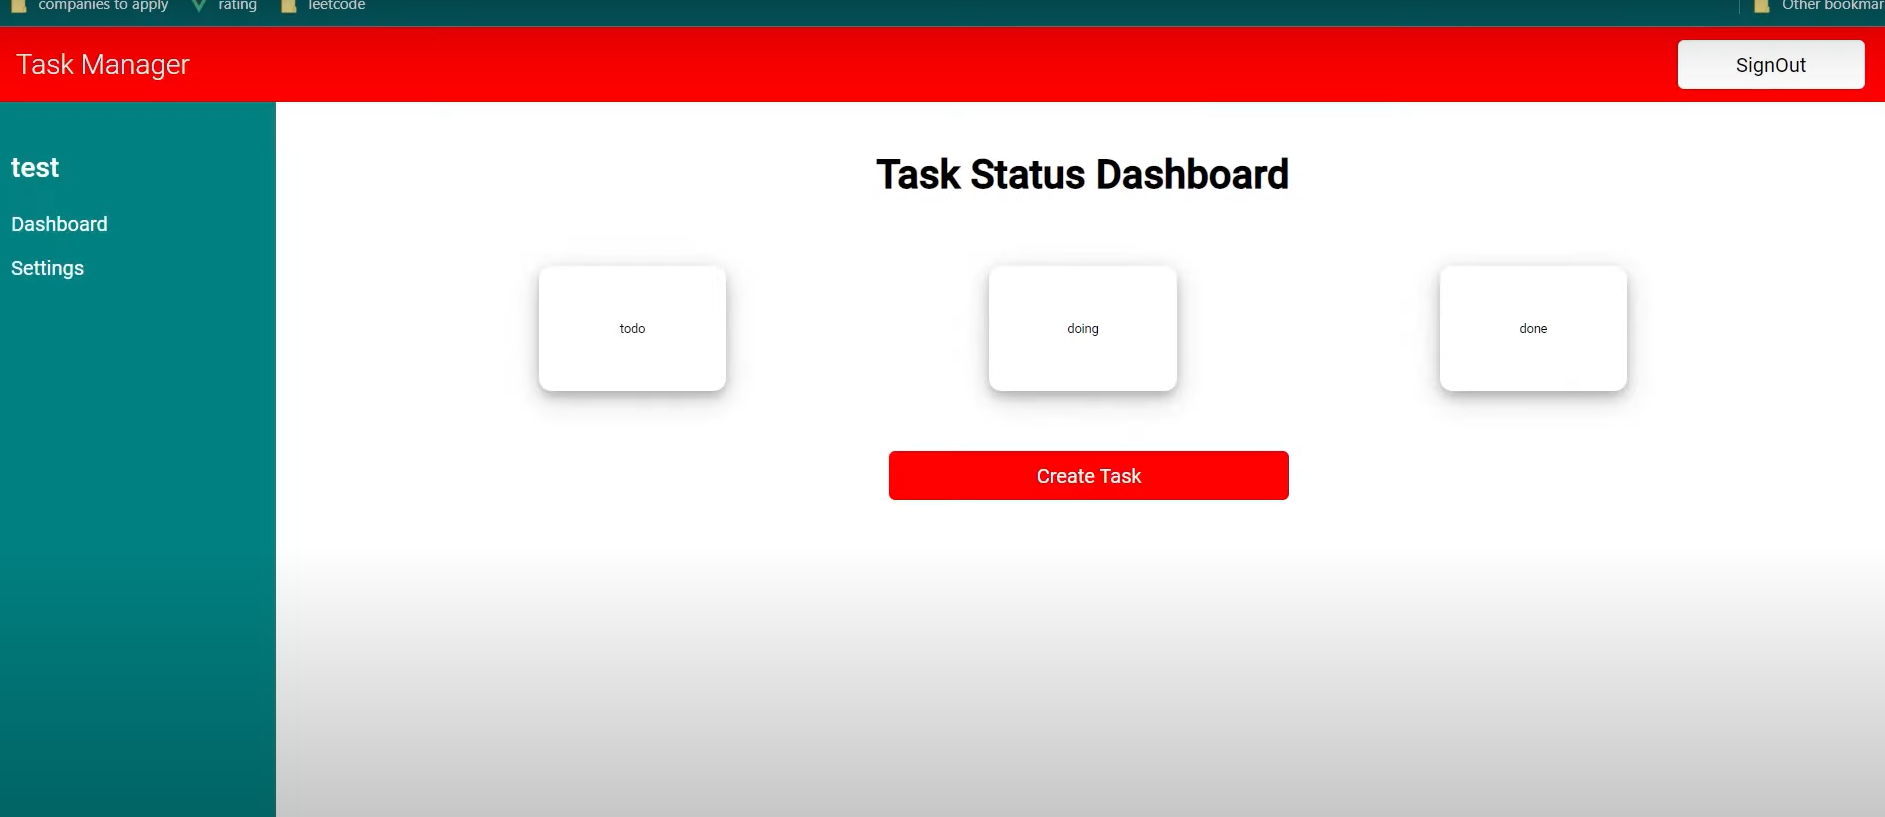 companies to apply rating leetcode Other bookmar
Task Manager SignOut
test
Dashboard
Settings
Task Status Dashboard
todo doing done
Create Task